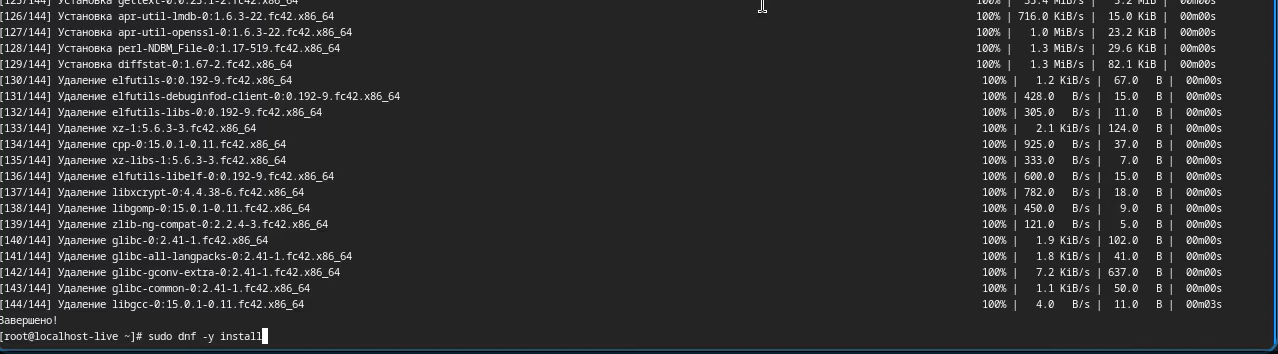 [125/144] Установка gettext-0:0.23.1-2.fc42.x86_64 100% | 55.4 MiB/s | 5.2 MiB | 00m00s
[126/144] Установка apr-util-lmdb-0:1.6.3-22.fc42.x86_64 100% | 716.0 KiB/s | 15.0 KiB | 00m00s
[127/144] Установка apr-util-openssl-0:1.6.3-22.fc42.x86_64 100% | 1.0 MiB/s | 23.2 KiB | 00m00s
[128/144] Установка perl-NDBM_File-0:1.17-519.fc42.x86_64 100% | 1.3 MiB/s | 29.6 KiB | 00m00s
[129/144] Установка diffstat-0:1.67-2.fc42.x86_64 100% | 1.3 MiB/s | 82.1 KiB | 00m00s
[130/144] Удаление elfutils-0:0.192-9.fc42.x86_64 100% | 1.2 KiB/s | 67.0 B | 00m00s
[131/144] Удаление elfutils-debuginfod-client-0:0.192-9.fc42.x86_64 100% | 428.0 B/s | 15.0 B | 00m00s
[132/144] Удаление elfutils-libs-0:0.192-9.fc42.x86_64 100% | 305.0 B/s | 11.0 B | 00m00s
[133/144] Удаление xz-1:5.6.3-3.fc42.x86_64 100% | 2.1 KiB/s | 124.0 B | 00m00s
[134/144] Удаление cpp-0:15.0.1-0.11.fc42.x86_64 100% | 925.0 B/s | 37.0 B | 00m00s
[135/144] Удаление xz-libs-1:5.6.3-3.fc42.x86_64 100% | 333.0 B/s | 7.0 B | 00m00s
[136/144] Удаление elfutils-libelf-0:0.192-9.fc42.x86_64 100% | 600.0 B/s | 15.0 B | 00m00s
[137/144] Удаление libxcrypt-0:4.4.38-6.fc42.x86_64 100% | 782.0 B/s | 18.0 B | 00m00s
[138/144] Удаление libgomp-0:15.0.1-0.11.fc42.x86_64 100% | 450.0 B/s | 9.0 B | 00m00s
[139/144] Удаление zlib-ng-compat-0:2.2.4-3.fc42.x86_64 100% | 121.0 B/s | 5.0 B | 00m00s
[140/144] Удаление glibc-0:2.41-1.fc42.x86_64 100% | 1.9 KiB/s | 102.0 B | 00m00s
[141/144] Удаление glibc-all-langpacks-0:2.41-1.fc42.x86_64 100% | 1.8 KiB/s | 41.0 B | 00m00s
[142/144] Удаление glibc-gconv-extra-0:2.41-1.fc42.x86_64 100% | 7.2 KiB/s | 637.0 B | 00m00s
[143/144] Удаление glibc-common-0:2.41-1.fc42.x86_64 100% | 1.1 KiB/s | 50.0 B | 00m00s
[144/144] Удаление libgcc-0:15.0.1-0.11.fc42.x86_64 100% | 4.0 B/s | 11.0 B | 00m03s
Завершено!
[root@localhost-live ~]# sudo dnf -y install